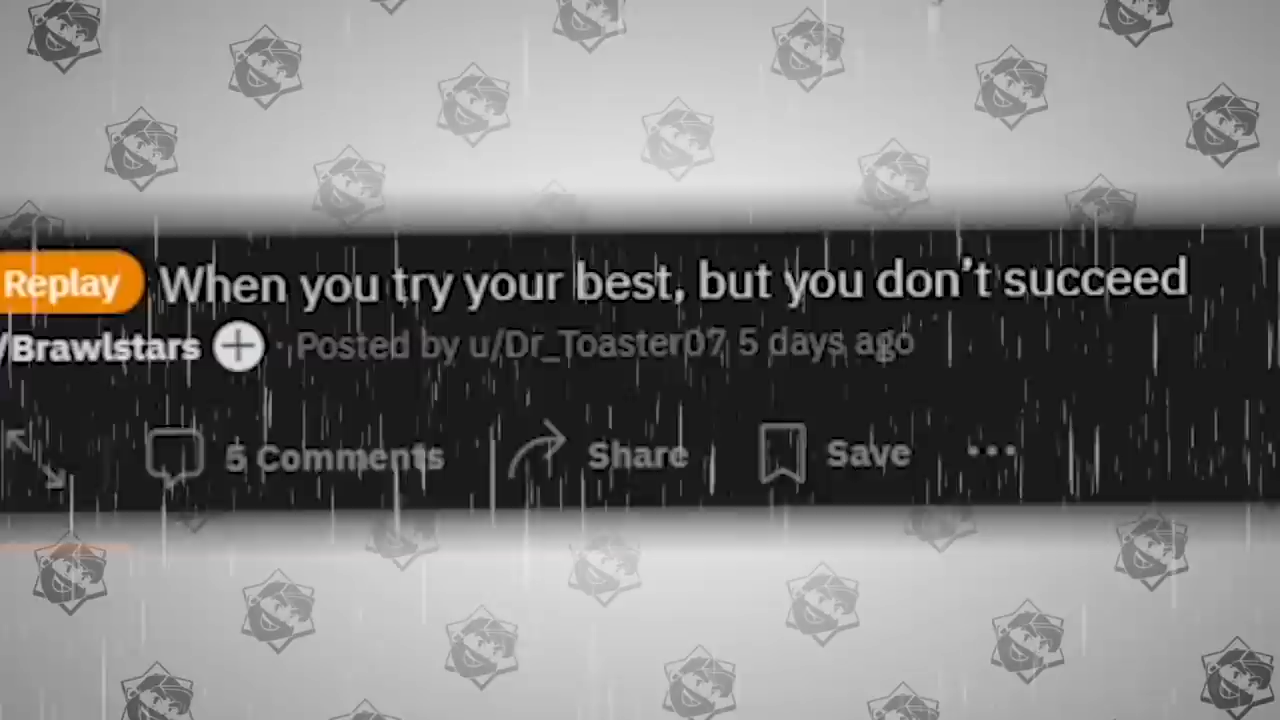 Replay When you try your best, but you don’t succeed
/Brawlstars · Posted by u/Dr_Toaster07 5 days ago
5 Comments Share Save